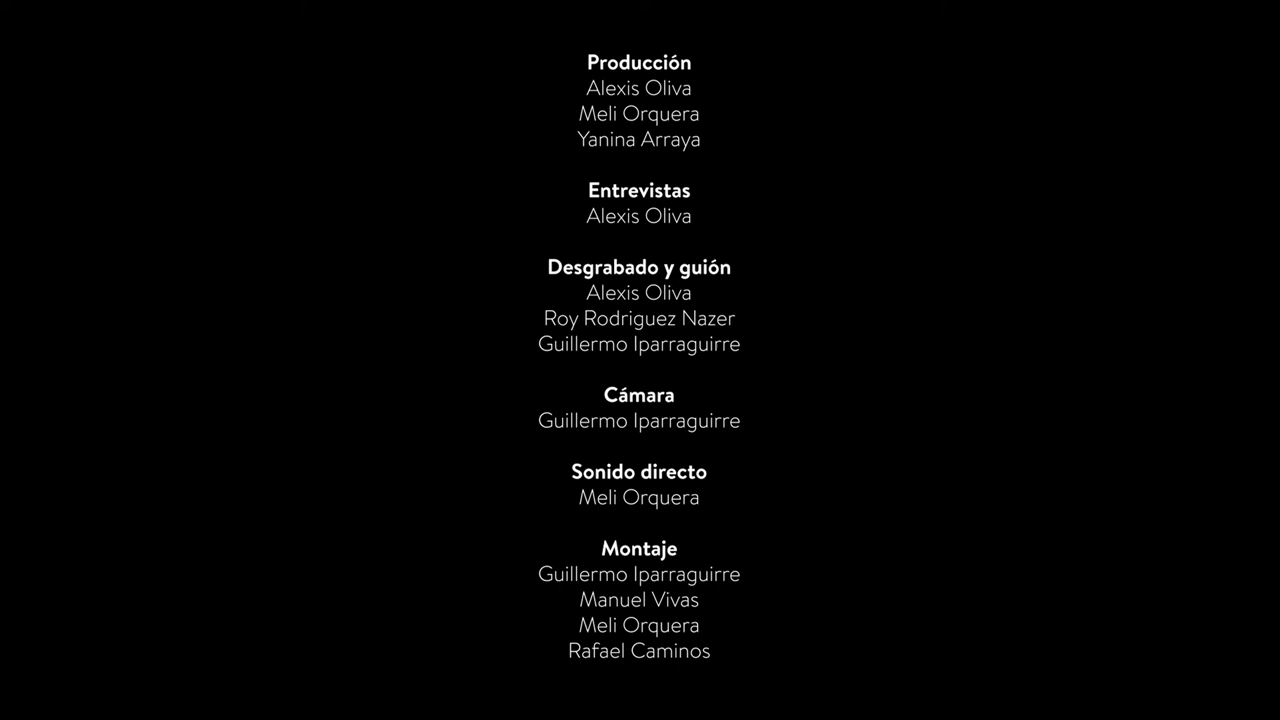 Producción
Alexis Oliva
Meli Orquera
Yanina Arraya
Entrevistas
Alexis Oliva
Desgrabado y guión
Alexis Oliva
Roy Rodriguez Nazer
Guillermo Iparraguirre
Cámara
Guillermo Iparraguirre
Sonido directo
Meli Orquera
Montaje
Guillermo Iparraguirre
Manuel Vivas
Meli Orquera
Rafael Caminos